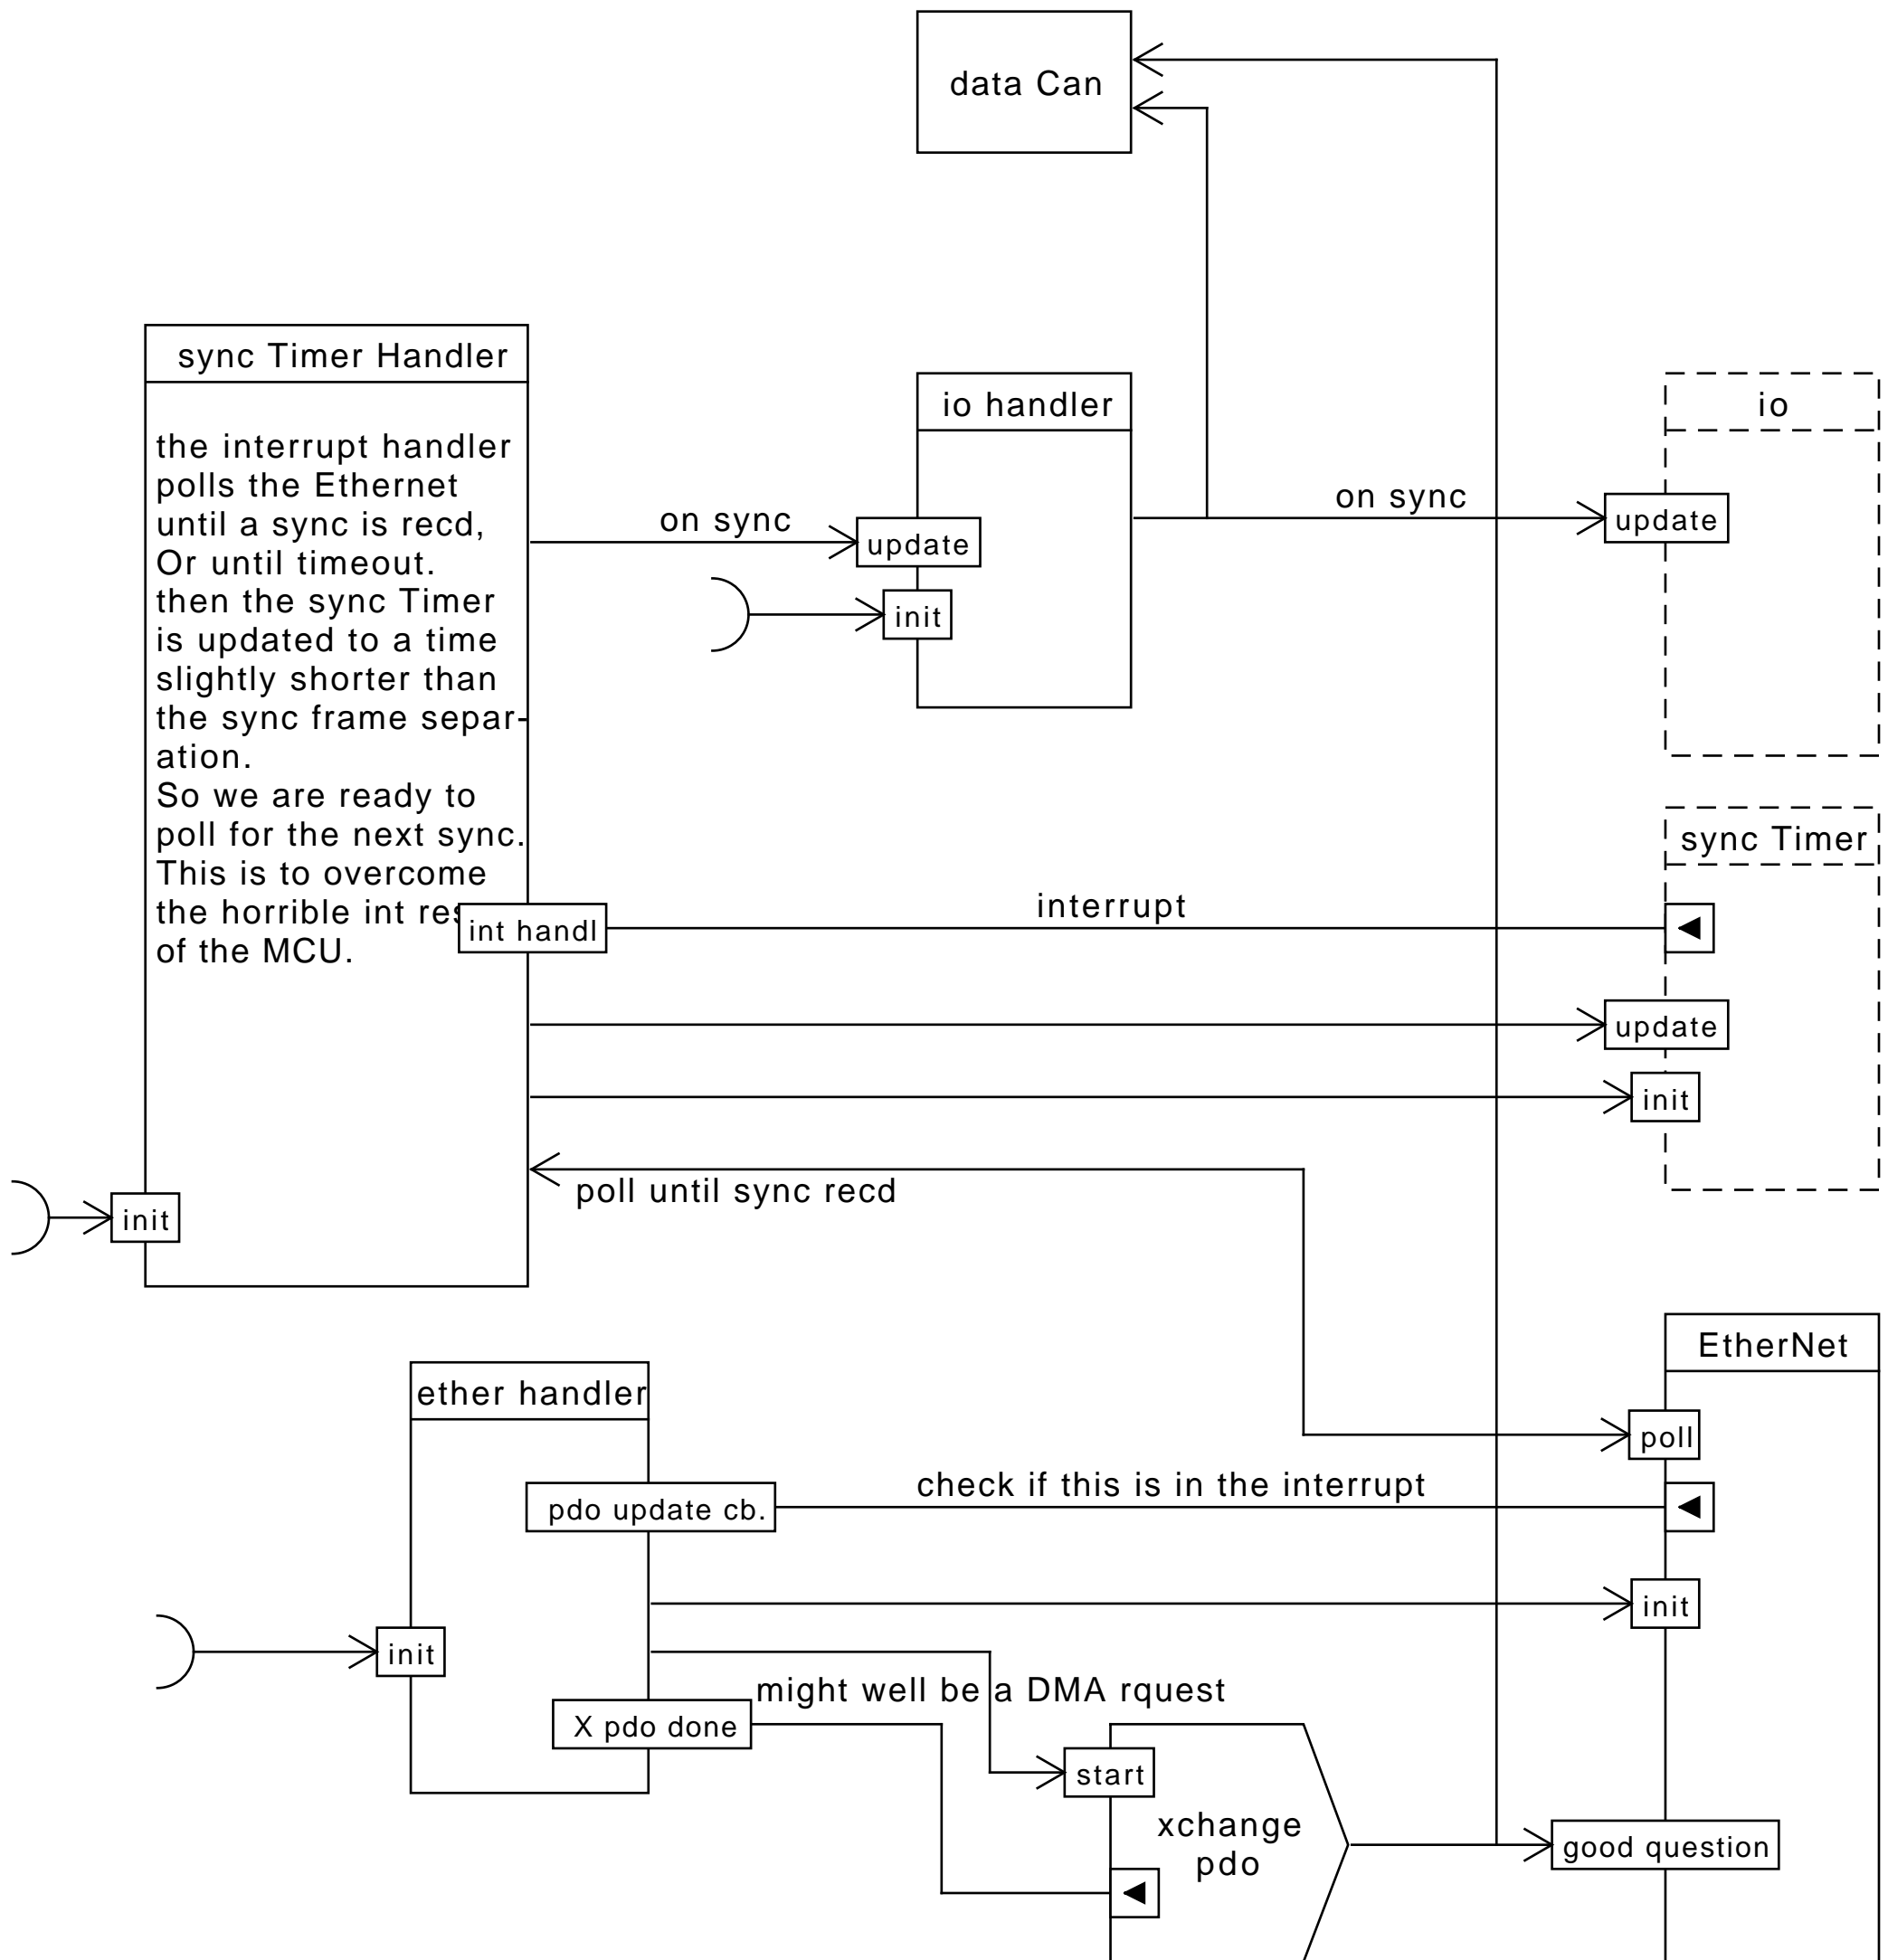 data Can
sync Timer Handler
the interrupt handler
polls the Ethernet
until a sync is recd,
Or until timeout.
then the sync Timer
is updated to a time
slightly shorter than
the sync frame separ-
ation.
So we are ready to
poll for the next sync.
This is to overcome
the horrible int
of the MCU.
int handl
init
on sync
io handler
update
init
on sync
io
update
interrupt
sync Timer
update
init
poll until sync recd
ether handler
pdo update cb.
init
X pdo done
check if this is in the interrupt
might well be a DMA rquest
start
xchange
pdo
EtherNet
poll
init
good question